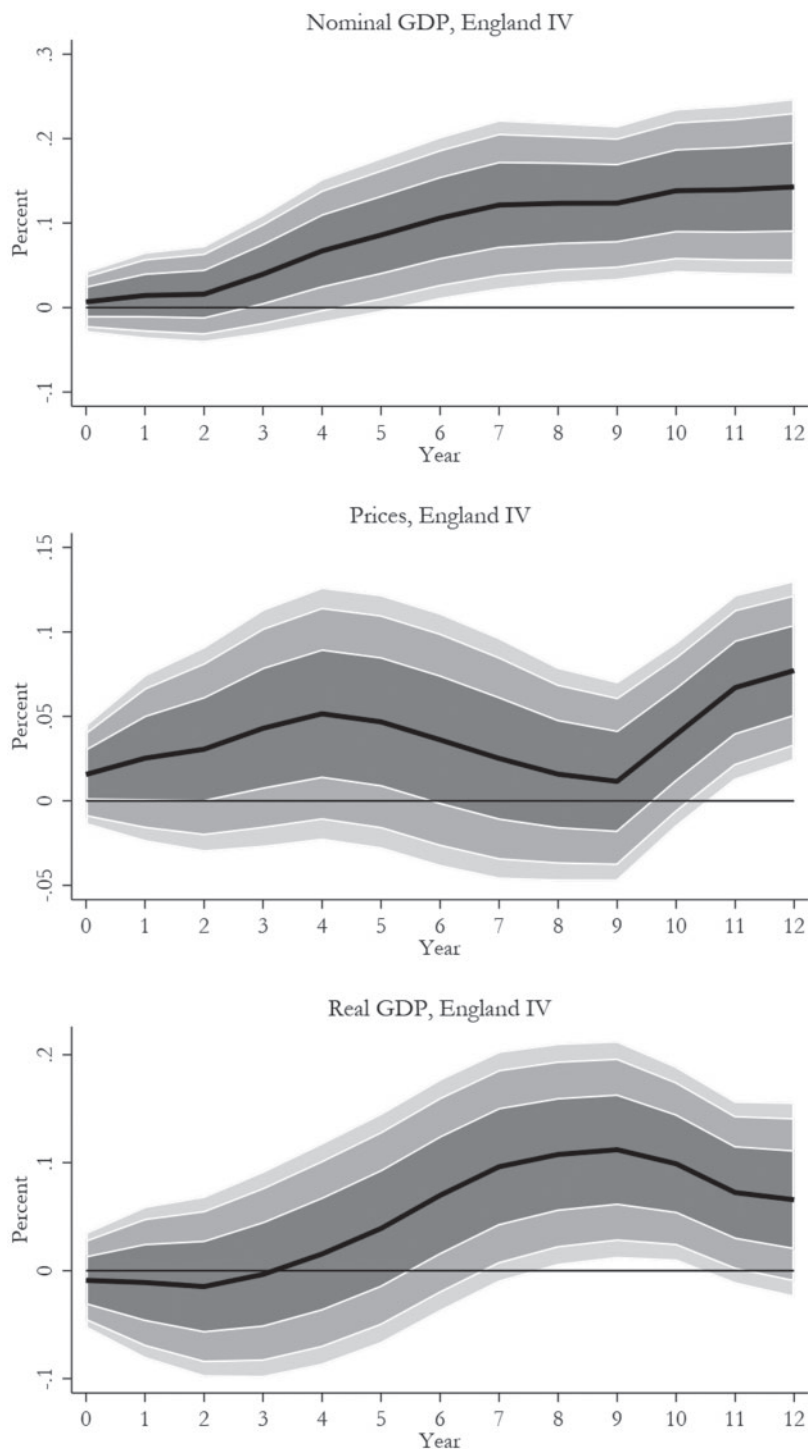 Nominal GDP, England IV
.3
.2
.1
0
-.1
Percent
0 1 2 3 4 5 6 7 8 9 10 11 12
Year
Prices, England IV
.15
.1
.05
0
-.05
Percent
0 1 2 3 4 5 6 7 8 9 10 11 12
Year
Real GDP, England IV
.2
.1
0
-.1
Percent
0 1 2 3 4 5 6 7 8 9 10 11 12
Year